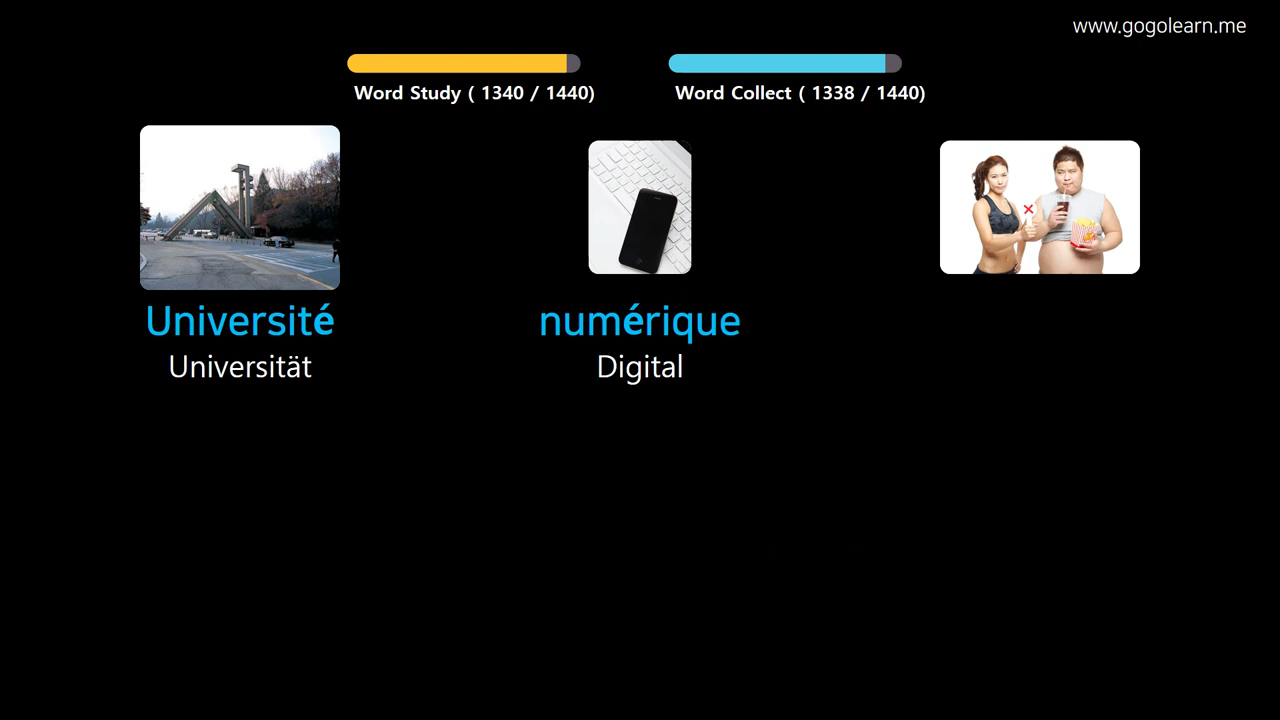 www.gogolearn.me
Word Study ( 1340 / 1440)
Word Collect ( 1338 / 1440)
Université
numérique
Universität
Digital